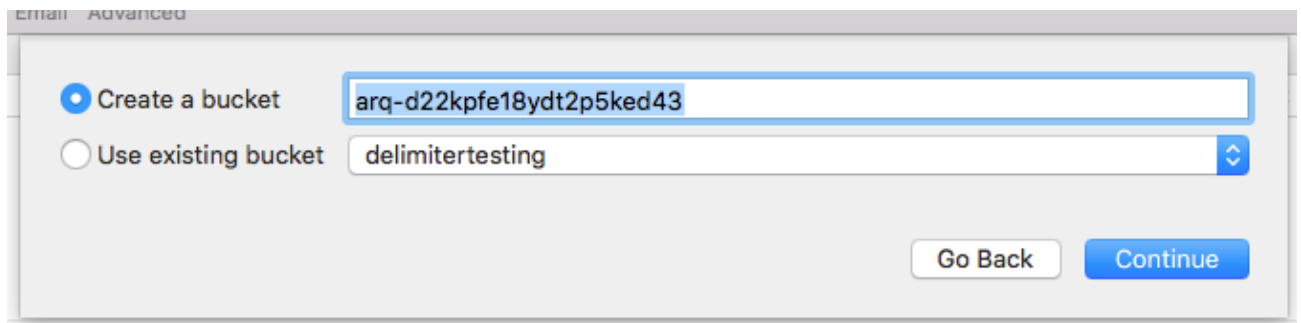 Email Advanced
Create a bucket arq-d22kpfe18ydt2p5ked43
Use existing bucket delimitertesting
Go Back Continue